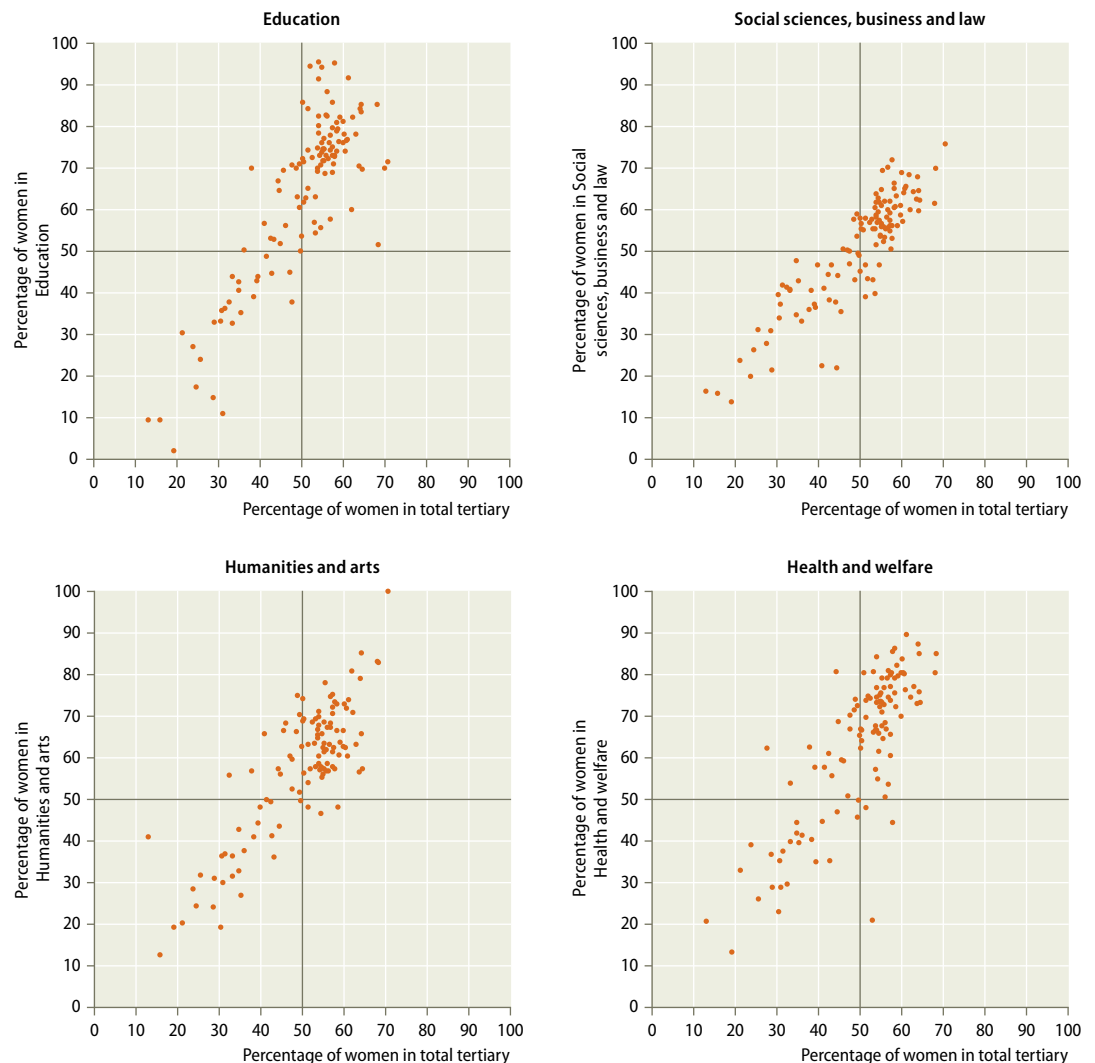 Education
Percentage of women in
Education
100
90
80
70
60
50
40
30
20
10
0
0 10 20 30 40 50 60 70 80 90 100
Percentage of women in total tertiary
Social sciences, business and law
Percentage of women in Social
sciences, business and law
100
90
80
70
60
50
40
30
20
10
0
0 10 20 30 40 50 60 70 80 90 100
Percentage of women in total tertiary
Humanities and arts
Percentage of women in
Humanities and arts
100
90
80
70
60
50
40
30
20
10
0
0 10 20 30 40 50 60 70 80 90 100
Percentage of women in total tertiary
Health and welfare
Percentage of women in
Health and welfare
100
90
80
70
60
50
40
30
20
10
0
0 10 20 30 40 50 60 70 80 90 100
Percentage of women in total tertiary